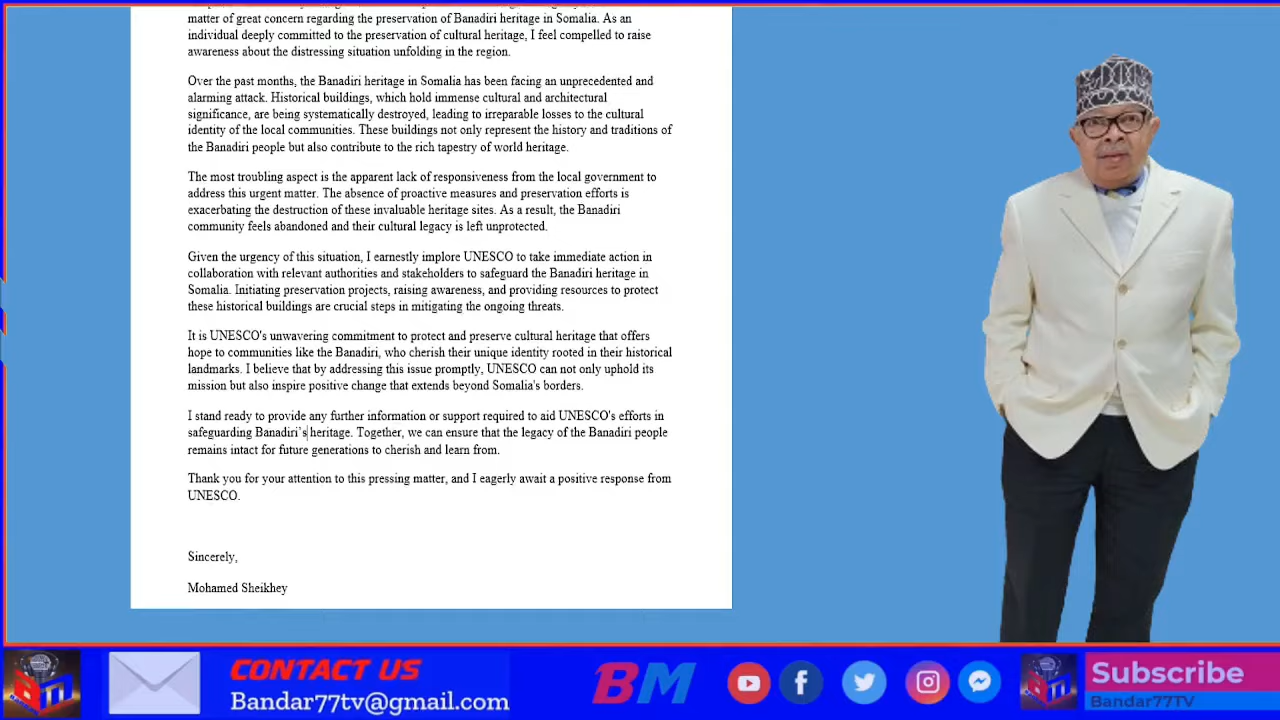 matter of great concern regarding the preservation of Banadiri heritage in Somalia. As an
individual deeply committed to the preservation of cultural heritage, I feel compelled to raise
awareness about the distressing situation unfolding in the region.
Over the past months, the Banadiri heritage in Somalia has been facing an unprecedented and
alarming attack. Historical buildings, which hold immense cultural and architectural
significance, are being systematically destroyed, leading to irreparable losses to the cultural
identity of the local communities. These buildings not only represent the history and traditions of
the Banadiri people but also contribute to the rich tapestry of world heritage.
The most troubling aspect is the apparent lack of responsiveness from the local government to
address this urgent matter. The absence of proactive measures and preservation efforts is
exacerbating the destruction of these invaluable heritage sites. As a result, the Banadiri
community feels abandoned and their cultural legacy is left unprotected.
Given the urgency of this situation, I earnestly implore UNESCO to take immediate action in
collaboration with relevant authorities and stakeholders to safeguard the Banadiri heritage in
Somalia. Initiating preservation projects, raising awareness, and providing resources to protect
these historical buildings are crucial steps in mitigating the ongoing threats.
It is UNESCO's unwavering commitment to protect and preserve cultural heritage that offers
hope to communities like the Banadiri, who cherish their unique identity rooted in their historical
landmarks. I believe that by addressing this issue promptly, UNESCO can not only uphold its
mission but also inspire positive change that extends beyond Somalia's borders.
I stand ready to provide any further information or support required to aid UNESCO's efforts in
safeguarding Banadiri’s heritage. Together, we can ensure that the legacy of the Banadiri people
remains intact for future generations to cherish and learn from.
Thank you for your attention to this pressing matter, and I eagerly await a positive response from
UNESCO.
Sincerely,
Mohamed Sheikhey
CONTACT US
Bandar77tv@gmail.com
BM
Subscribe
Bandar77TV